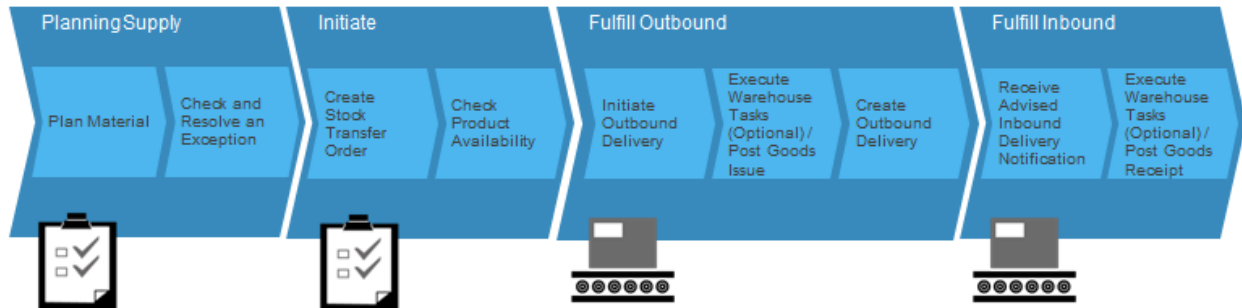 Planning Supply
Initiate
Fulfill Outbound
Fulfill Inbound
Plan Material
Check and
Resolve an
Exception
Create
Stock
Transfer
Order
Check
Product
Availability
Initiate
Outbound
Delivery
Execute
Warehouse
Tasks
(Optional) /
Post Goods
Issue
Create
Outbound
Delivery
Receive
Advised
Inbound
Delivery
Notification
Execute
Warehouse
Tasks
(Optional) /
Post Goods
Receipt